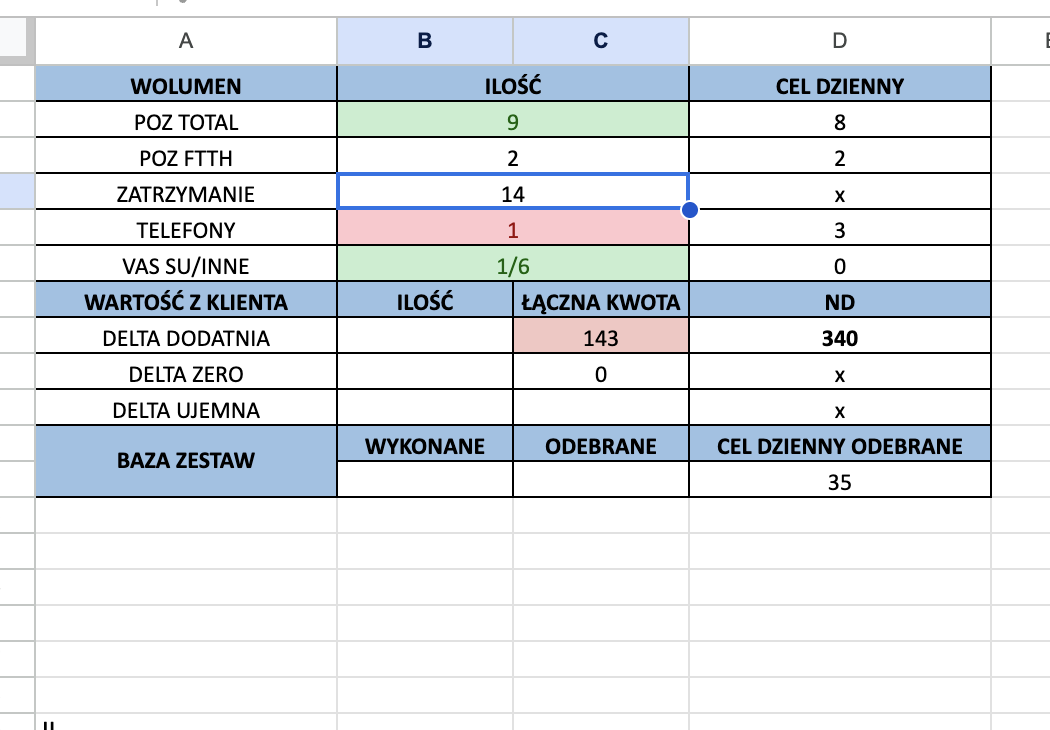 A B C D
WOLUMEN ILOŚĆ CEL DZIENNY
POZ TOTAL 9 8
POZ FTTH 2 2
ZATRZYMANIE 14 x
TELEFONY 1 3
VAS SU/INNE 1/6 0
WARTOŚĆ Z KLIENTA ILOŚĆ ŁĄCZNA KWOTA ND
DELTA DODATNIA 143 340
DELTA ZERO 0 x
DELTA UJEMNA x
BAZA ZESTAW WYKONANE ODEBRANE CEL DZIENNY ODEBRANE
35